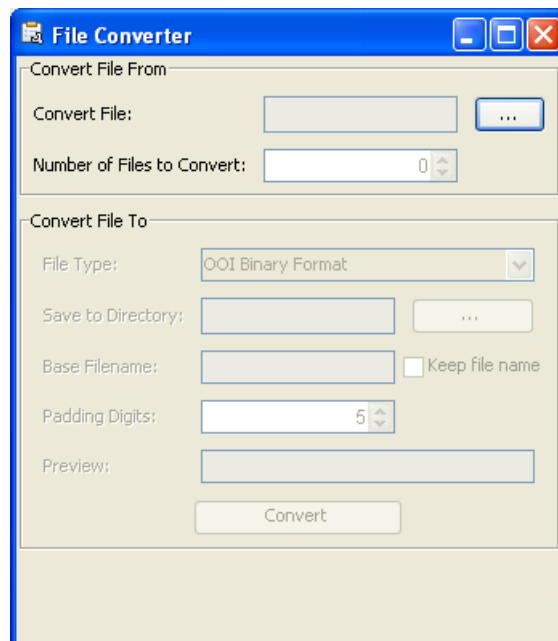 File Converter
Convert File From
Convert File:
...
Number of Files to Convert:
0
Convert File To
File Type:
OOI Binary Format
Save to Directory:
...
Base Filename:
Keep file name
Padding Digits:
5
Preview:
Convert